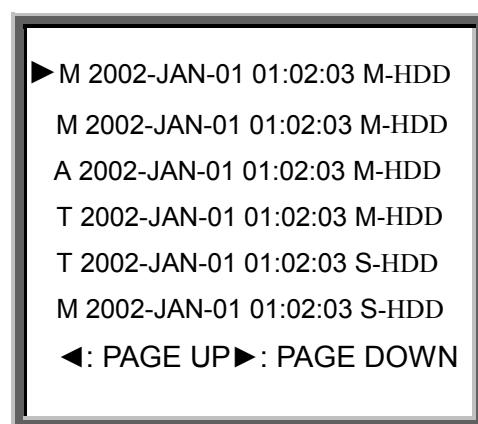 ►M 2002-JAN-01 01:02:03 M-HDD
M 2002-JAN-01 01:02:03 M-HDD
A 2002-JAN-01 01:02:03 M-HDD
T 2002-JAN-01 01:02:03 M-HDD
T 2002-JAN-01 01:02:03 S-HDD
M 2002-JAN-01 01:02:03 S-HDD
◄: PAGE UP►: PAGE DOWN